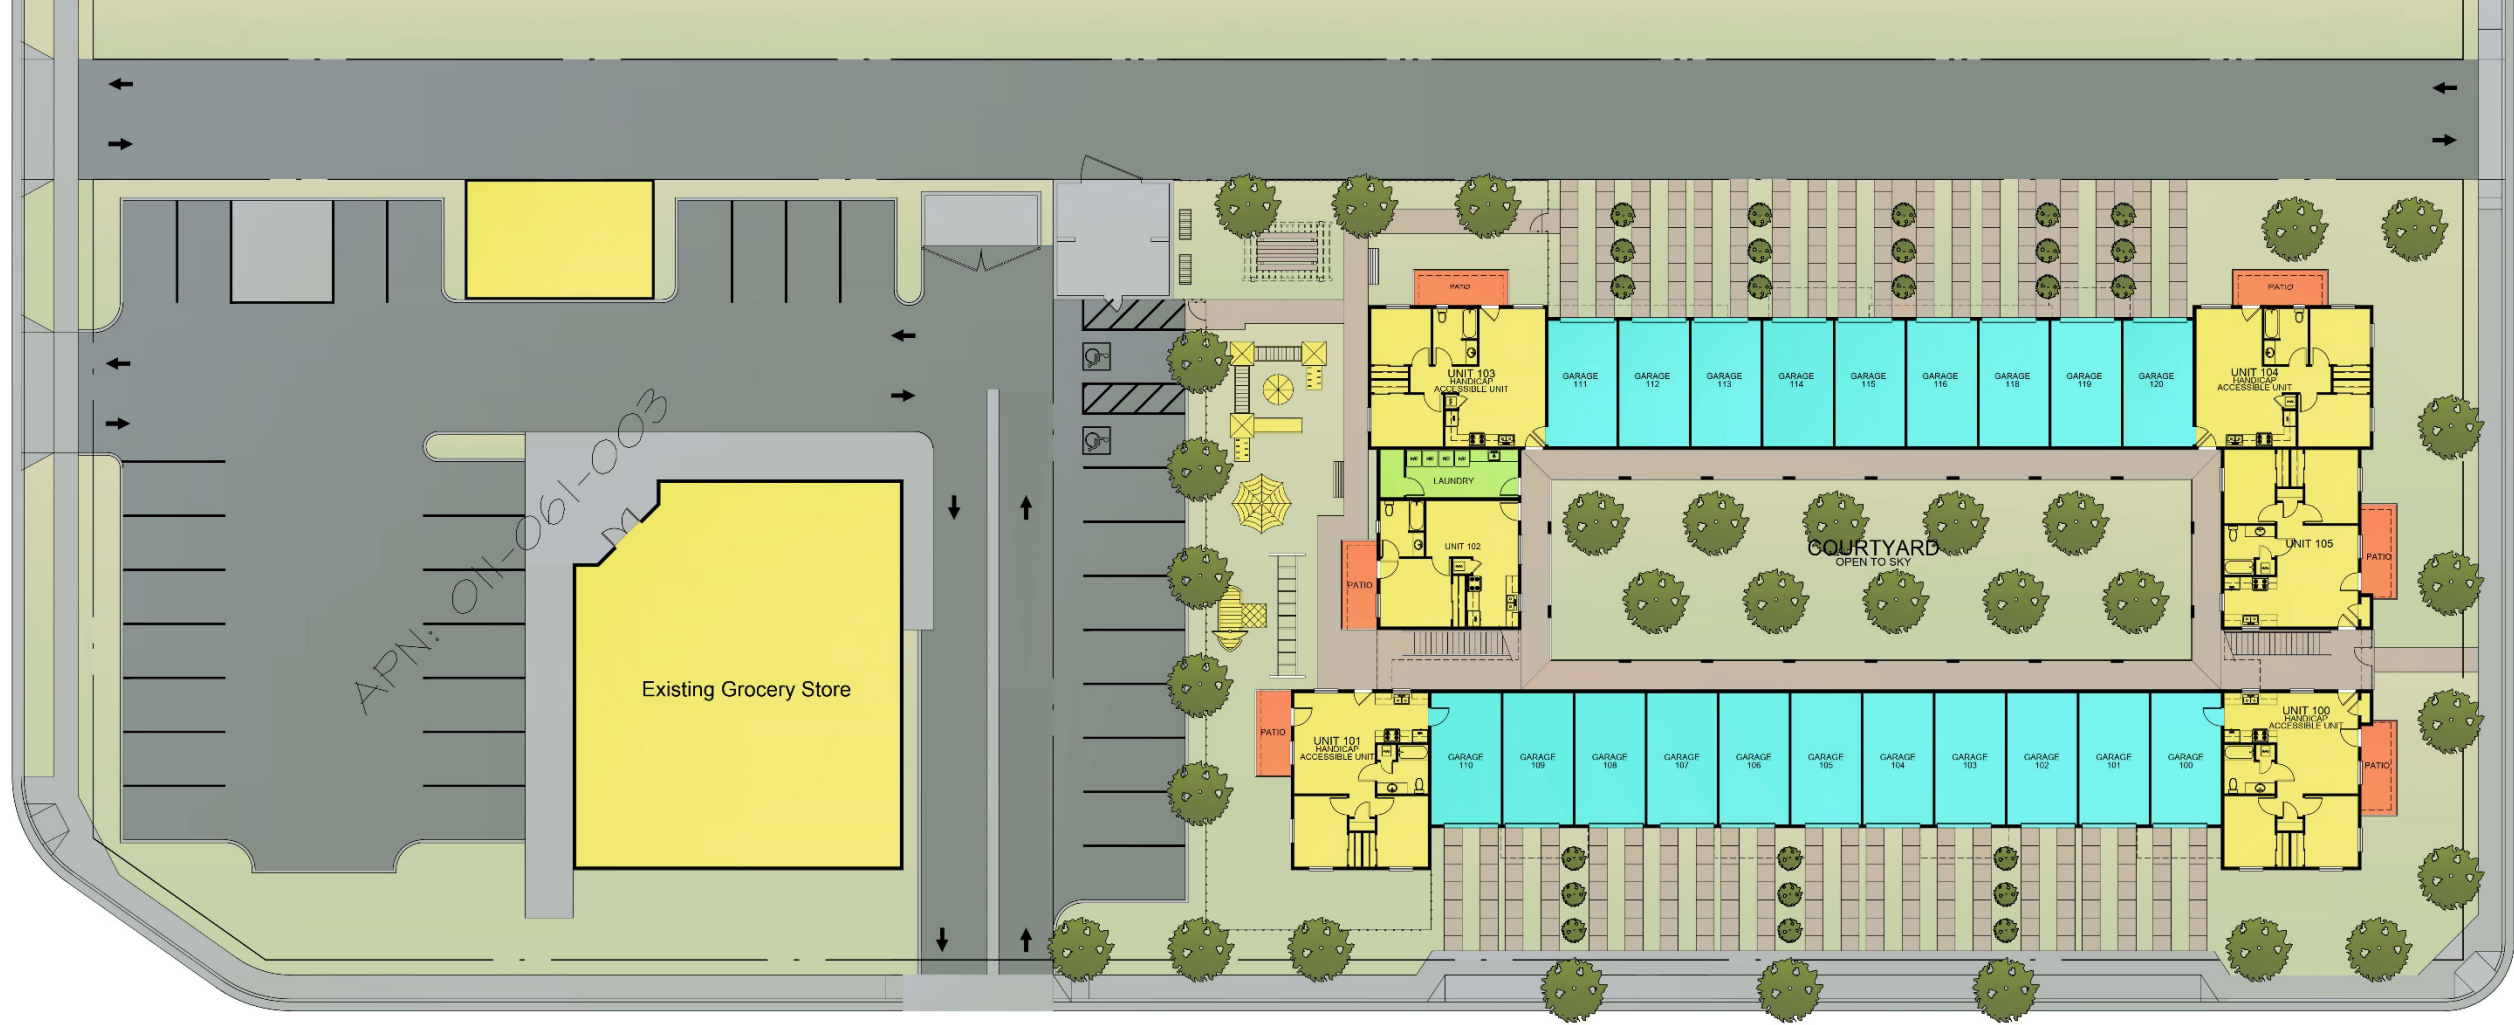 PATIO
PATIO
UNIT 103
HANDICAP
ACCESSIBLE UNIT
GARAGE
111
GARAGE
112
GARAGE
113
GARAGE
114
GARAGE
115
GARAGE
116
GARAGE
118
GARAGE
119
GARAGE
120
UNIT 104
HANDICAP
ACCESSIBLE UNIT
APN: 011-061-003
LAUNDRY
UNIT 102
PATIO
COURTYARD
OPEN TO SKY
UNIT 105
PATIO
Existing Grocery Store
PATIO
UNIT 101
HANDICAP
ACCESSIBLE UNIT
GARAGE
110
GARAGE
109
GARAGE
108
GARAGE
107
GARAGE
106
GARAGE
105
GARAGE
104
GARAGE
103
GARAGE
102
GARAGE
101
GARAGE
100
UNIT 100
HANDICAP
ACCESSIBLE UNIT
PATIO